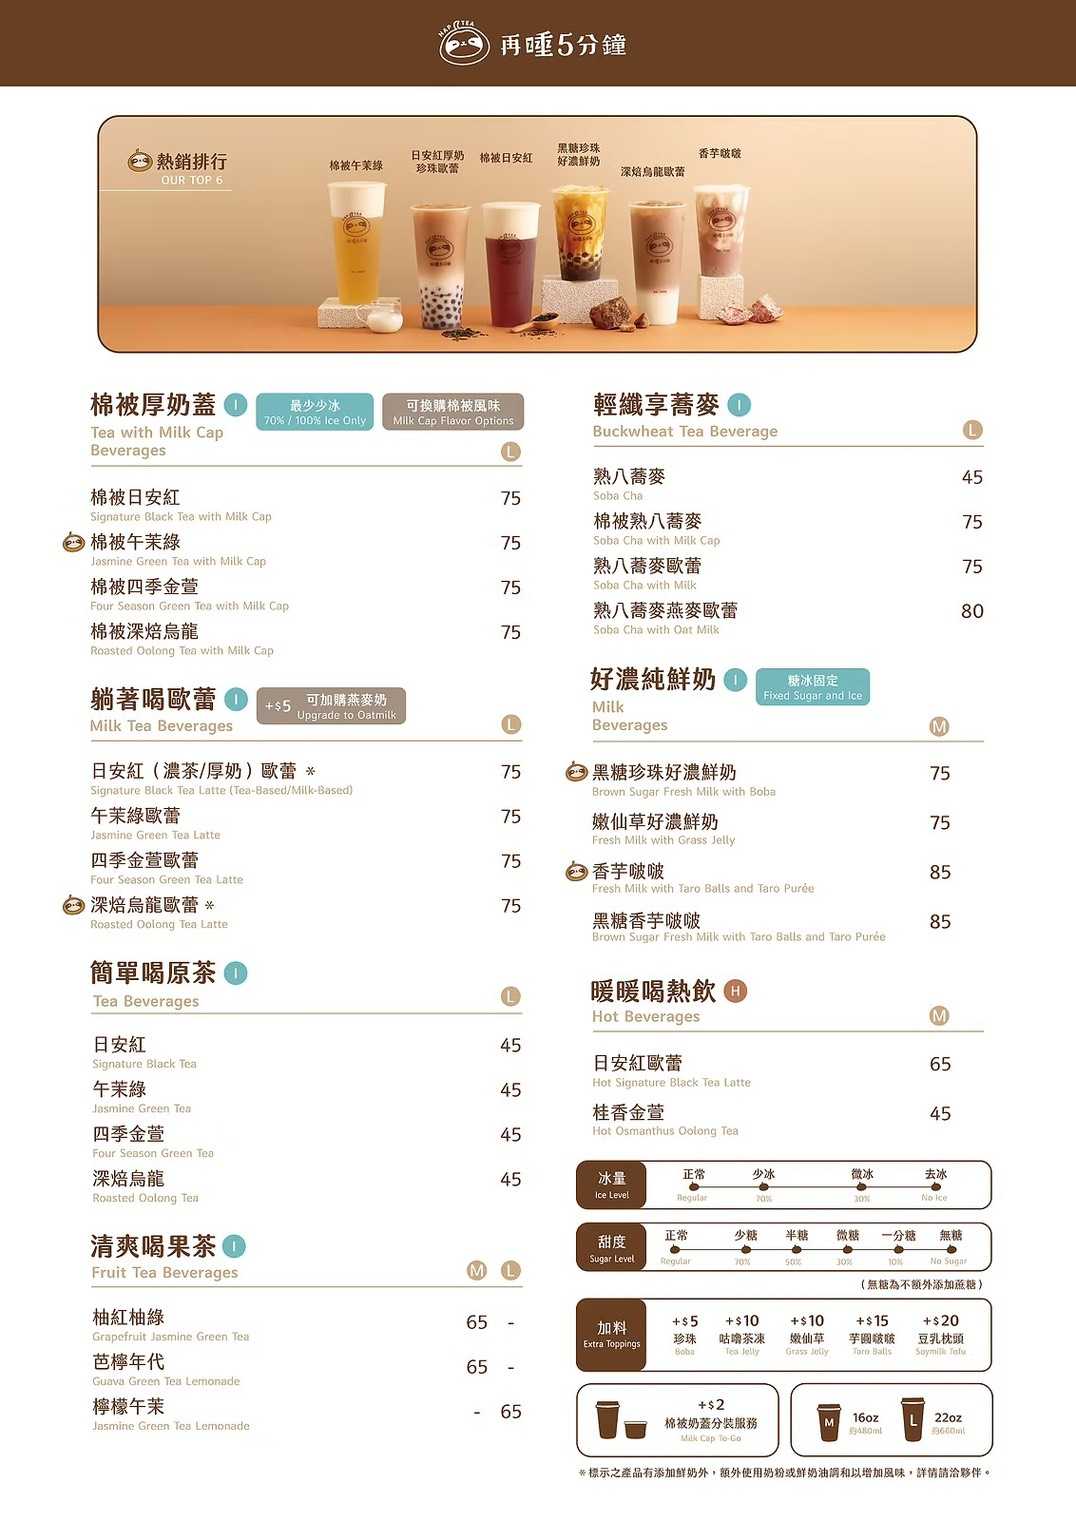 NAP TEA
再睡5分鐘
熱銷排行
OUR TOP 6
棉被午茉綠
日安紅厚奶
珍珠歐蕾
棉被日安紅
黑糖珍珠
好濃鮮奶
深焙烏龍歐蕾
香芋啵啵
棉被厚奶蓋 I
最少少冰
70% / 100% Ice Only
可換購棉被風味
Milk Cap Flavor Options
Tea with Milk Cap
Beverages L
棉被日安紅 75
Signature Black Tea with Milk Cap
棉被午茉綠 75
Jasmine Green Tea with Milk Cap
棉被四季金萱 75
Four Season Green Tea with Milk Cap
棉被深焙烏龍 75
Roasted Oolong Tea with Milk Cap
躺著喝歐蕾 I
+$5 可加購燕麥奶
Upgrade to Oatmilk
Milk Tea Beverages L
日安紅（濃茶/厚奶）歐蕾 * 75
Signature Black Tea Latte (Tea-Based/Milk-Based)
午茉綠歐蕾 75
Jasmine Green Tea Latte
四季金萱歐蕾 75
Four Season Green Tea Latte
深焙烏龍歐蕾 * 75
Roasted Oolong Tea Latte
簡單喝原茶 I
Tea Beverages L
日安紅 45
Signature Black Tea
午茉綠 45
Jasmine Green Tea
四季金萱 45
Four Season Green Tea
深焙烏龍 45
Roasted Oolong Tea
清爽喝果茶 I
Fruit Tea Beverages M L
柚紅柚綠 65 -
Grapefruit Jasmine Green Tea
芭檸年代 65 -
Guava Green Tea Lemonade
檸檬午茉 - 65
Jasmine Green Tea Lemonade
輕纖享蕎麥 I
Buckwheat Tea Beverage L
熟八蕎麥 45
Soba Cha
棉被熟八蕎麥 75
Soba Cha with Milk Cap
熟八蕎麥歐蕾 75
Soba Cha with Milk
熟八蕎麥燕麥歐蕾 80
Soba Cha with Oat Milk
好濃純鮮奶 I
糖冰固定
Fixed Sugar and Ice
Milk
Beverages M
黑糖珍珠好濃鮮奶 75
Brown Sugar Fresh Milk with Boba
嫩仙草好濃鮮奶 75
Fresh Milk with Grass Jelly
香芋啵啵 85
Fresh Milk with Taro Balls and Taro Purée
黑糖香芋啵啵 85
Brown Sugar Fresh Milk with Taro Balls and Taro Purée
暖暖喝熱飲 H
Hot Beverages M
日安紅歐蕾 65
Hot Signature Black Tea Latte
桂香金萱 45
Hot Osmanthus Oolong Tea
冰量
Ice Level
正常 少冰 微冰 去冰
Regular 70% 30% No Ice
甜度
Sugar Level
正常 少糖 半糖 微糖 一分糖 無糖
Regular 70% 50% 30% 10% No Sugar
（無糖為不額外添加蔗糖）
加料
Extra Toppings
+$5 +$10 +$10 +$15 +$20
珍珠 咕嚕茶凍 嫩仙草 芋圓啵啵 豆乳枕頭
Boba Tea Jelly Grass Jelly Taro Balls Soymilk Tofu
+$2
棉被奶蓋分裝服務
Milk Cap To-Go
M 16oz
約480ml
L 22oz
約660ml
*標示之產品有添加鮮奶外，額外使用奶粉或鮮奶油調和以增加風味，詳情請洽夥伴。